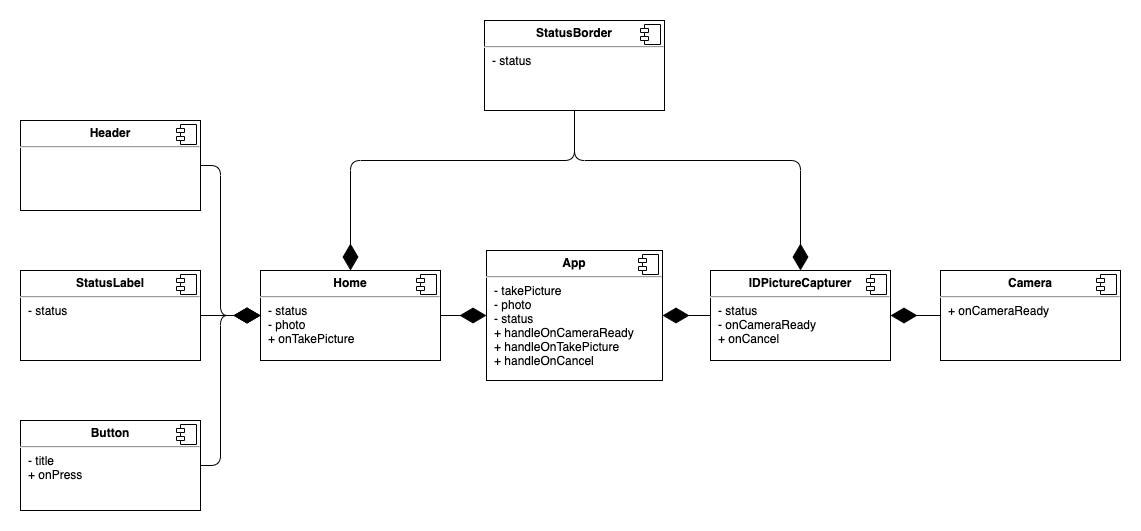 StatusBorder
- status
Header
StatusLabel
- status
Button
- title
+ onPress
Home
- status
- photo
+ onTakePicture
App
- takePicture
- photo
- status
+ handleOnCameraReady
+ handleOnTakePicture
+ handleOnCancel
IDPictureCapturer
- status
- onCameraReady
+ onCancel
Camera
+ onCameraReady